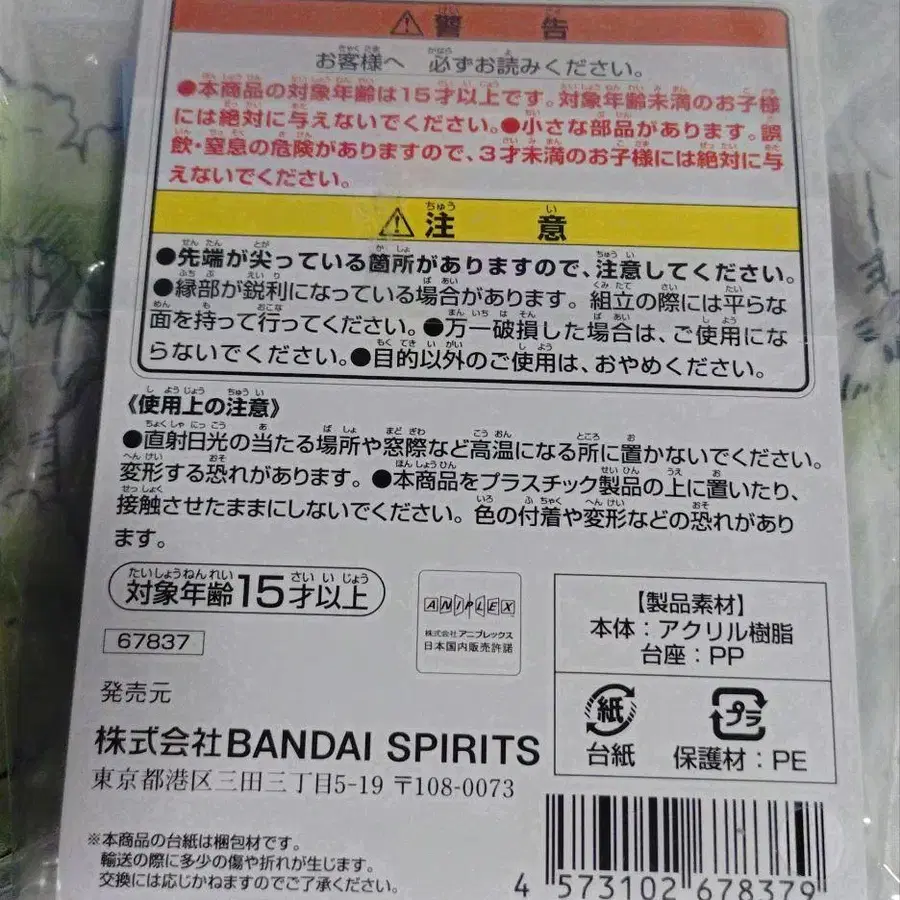 ⚠警告
お客様へ 必ずお読みください。
●本商品の対象年齢は15才以上です。対象年齢未満のお子様
には絶対に与えないでください。●小さな部品があります。誤
飲・窒息の危険がありますので、3才未満のお子様には絶対に与
えないでください。
⚠注意
●先端が尖っている箇所がありますので、注意してください。
●縁部が鋭利になっている場合があります。組立の際には平らな
面を持って行ってください。●万一破損した場合は、ご使用にな
らないでください。●目的以外のご使用は、おやめください。
《使用上の注意》
●直射日光の当たる場所や窓際など高温になる所に置かないでください。
変形する恐れがあります。●本商品をプラスチック製品の上に置いたり、
接触させたままにしないでください。色の付着や変形などの恐れがあり
ます。
対象年齢15才以上
67837
ANIPLEX
株式会社アニプレックス
日本国内販売許諾
【製品素材】
本体：アクリル樹脂
台座：PP
紙
台紙
プラ
保護材：PE
発売元
株式会社BANDAI SPIRITS
東京都港区三田三丁目5-19 〒108-0073
※本商品の台紙は梱包材です。
輸送の際に多少の傷や折れが生じます。
交換には応じかねますのでご了承ください。
4 573102 678379